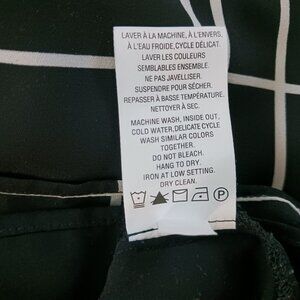 LAVER À LA MACHINE, À L'ENVERS,
À L'EAU FROIDE, CYCLE DÉLICAT.
LAVER LES COULEURS
SEMBLABLES ENSEMBLE.
NE PAS JAVELLISER.
SUSPENDRE POUR SÉCHER.
REPASSER À BASSE TEMPÉRATURE.
NETTOYER À SEC.
MACHINE WASH, INSIDE OUT,
COLD WATER, DELICATE CYCLE
WASH SIMILAR COLORS
TOGETHER.
DO NOT BLEACH.
HANG TO DRY.
IRON AT LOW SETTING.
DRY CLEAN.
P